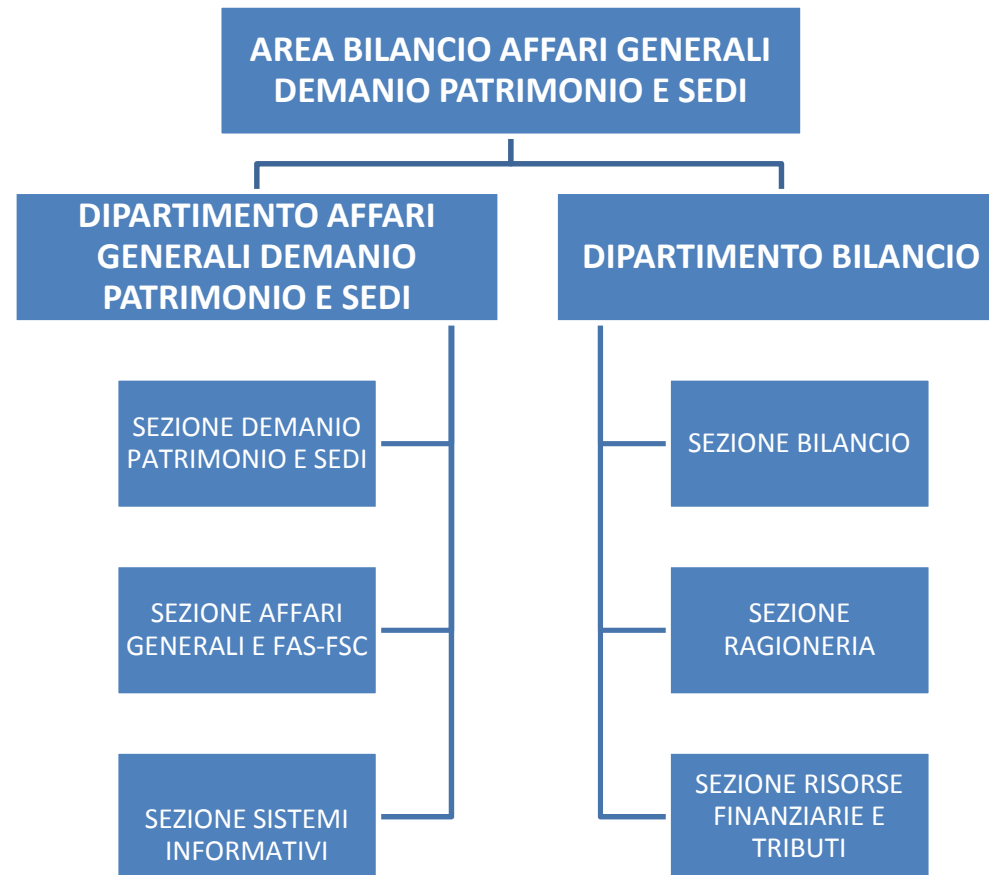 AREA BILANCIO AFFARI GENERALI
DEMANIO PATRIMONIO E SEDI
DIPARTIMENTO AFFARI
GENERALI DEMANIO
PATRIMONIO E SEDI
DIPARTIMENTO BILANCIO
SEZIONE DEMANIO
PATRIMONIO E SEDI
SEZIONE BILANCIO
SEZIONE AFFARI
GENERALI E FAS-FSC
SEZIONE
RAGIONERIA
SEZIONE SISTEMI
INFORMATIVI
SEZIONE RISORSE
FINANZIARIE E
TRIBUTI